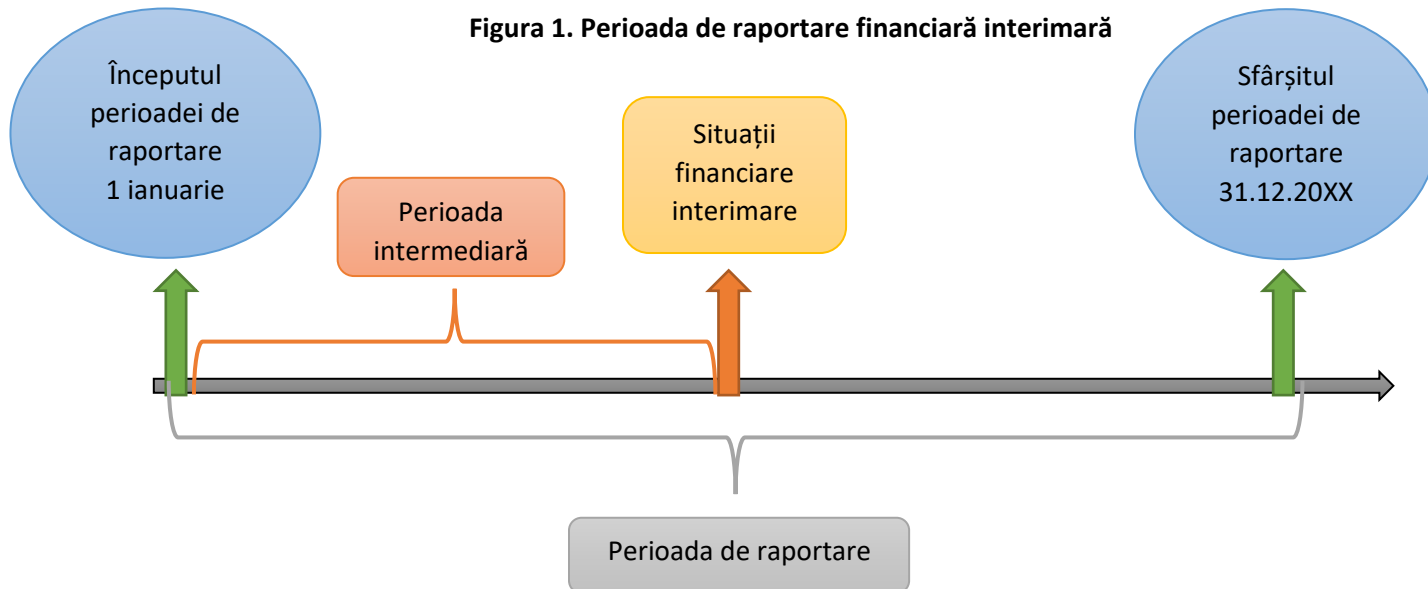 Figura 1. Perioada de raportare financiară interimară
Începutul
perioadei de
raportare
1 ianuarie
Perioada
intermediară
Situații
financiare
interimare
Sfârșitul
perioadei de
raportare
31.12.20XX
Perioada de raportare